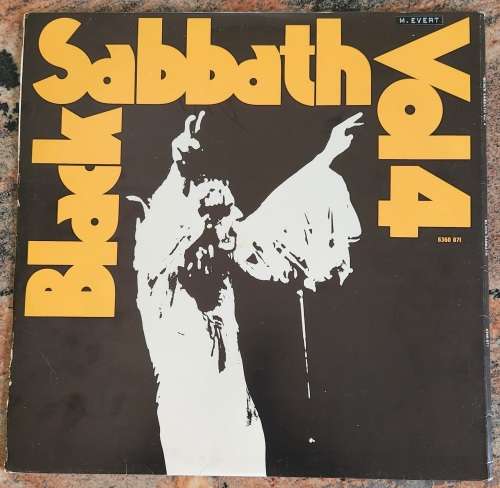 Black
Sabbath
Vol 4
M. EVERT
6360 071